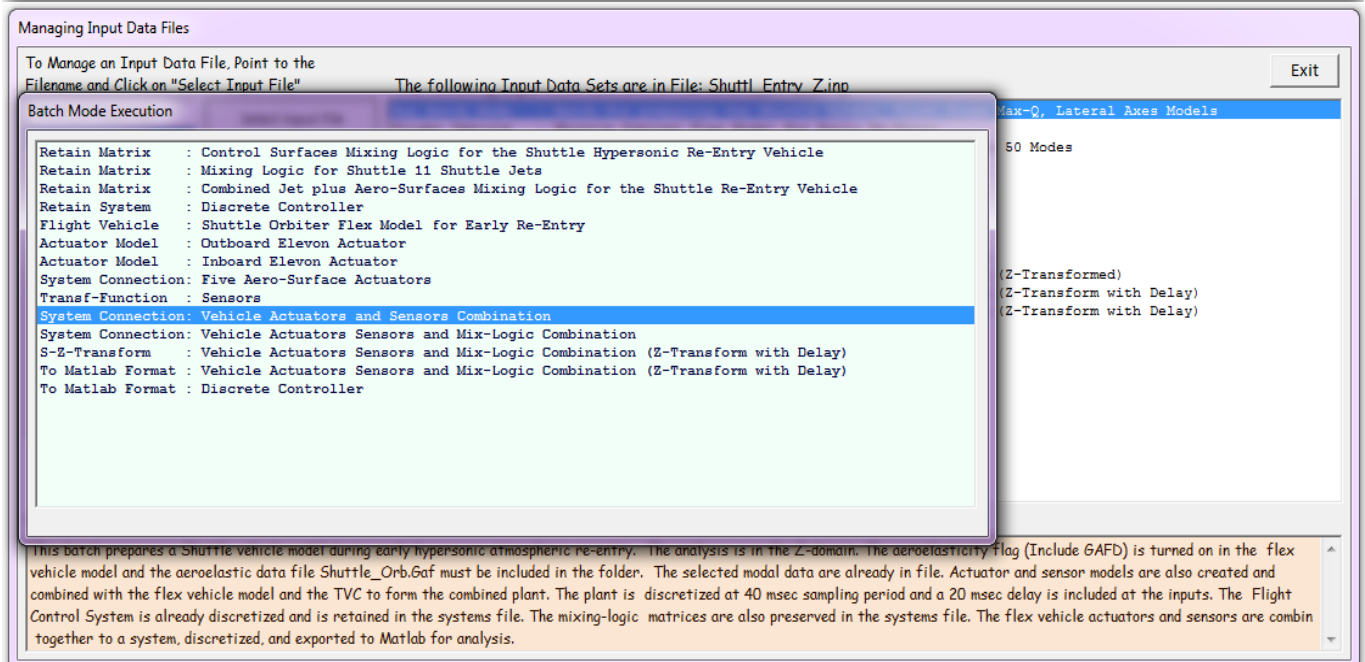 Managing Input Data Files
To Manage an Input Data File, Point to the
Filename and Click on "Select Input File"
The following Input Data Sets are in File: Shuttl_Entry_Z.inp
Exit
Batch Mode Execution
Max-Q, Lateral Axes Models
50 Modes
(Z-Transformed)
(Z-Transform with Delay)
(Z-Transform with Delay)
Retain Matrix : Control Surfaces Mixing Logic for the Shuttle Hypersonic Re-Entry Vehicle
Retain Matrix : Mixing Logic for Shuttle 11 Shuttle Jets
Retain Matrix : Combined Jet plus Aero-Surfaces Mixing Logic for the Shuttle Re-Entry Vehicle
Retain System : Discrete Controller
Flight Vehicle : Shuttle Orbiter Flex Model for Early Re-Entry
Actuator Model : Outboard Elevon Actuator
Actuator Model : Inboard Elevon Actuator
System Connection: Five Aero-Surface Actuators
Transf-Function : Sensors
System Connection: Vehicle Actuators and Sensors Combination
System Connection: Vehicle Actuators Sensors and Mix-Logic Combination
S-Z-Transform : Vehicle Actuators Sensors and Mix-Logic Combination (Z-Transform with Delay)
To Matlab Format : Vehicle Actuators Sensors and Mix-Logic Combination (Z-Transform with Delay)
To Matlab Format : Discrete Controller
This batch prepares a Shuttle vehicle model during early hypersonic atmospheric re-entry. The analysis is in the Z-domain. The aeroelasticity flag (Include GAFD) is turned on in the flex
vehicle model and the aeroelastic data file Shuttle_Orb.Gaf must be included in the folder. The selected modal data are already in file. Actuator and sensor models are also created and
combined with the flex vehicle model and the TVC to form the combined plant. The plant is discretized at 40 msec sampling period and a 20 msec delay is included at the inputs. The Flight
Control System is already discretized and is retained in the systems file. The mixing-logic matrices are also preserved in the systems file. The flex vehicle actuators and sensors are combin
together to a system, discretized, and exported to Matlab for analysis.